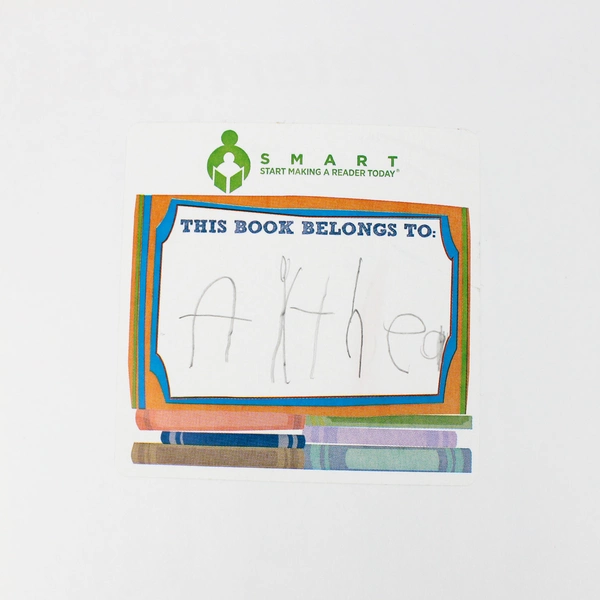 SMART
START MAKING A READER TODAY®
THIS BOOK BELONGS TO:
Althea